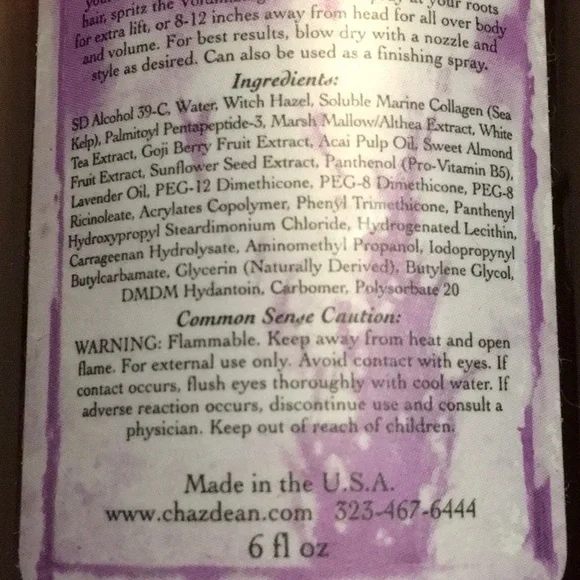 hair, spritz the Volumizing at your roots
for extra lift, or 8-12 inches away from head for all over body
and volume. For best results, blow dry with a nozzle and
style as desired. Can also be used as a finishing spray.
Ingredients:
SD Alcohol 39-C, Water, Witch Hazel, Soluble Marine Collagen (Sea
Kelp), Palmitoyl Pentapeptide-3, Marsh Mallow/Althea Extract, White
Tea Extract, Goji Berry Fruit Extract, Acai Pulp Oil, Sweet Almond
Fruit Extract, Sunflower Seed Extract, Panthenol (Pro-Vitamin B5),
Lavender Oil, PEG-12 Dimethicone, PEG-8 Dimethicone, PEG-8
Ricinoleate, Acrylates Copolymer, Phenyl Trimethicone, Panthenyl
Hydroxypropyl Steardimonium Chloride, Hydrogenated Lecithin,
Carrageenan Hydrolysate, Aminomethyl Propanol, Iodopropynyl
Butylcarbamate, Glycerin (Naturally Derived), Butylene Glycol,
DMDM Hydantoin, Carbomer, Polysorbate 20
Common Sense Caution:
WARNING: Flammable. Keep away from heat and open
flame. For external use only. Avoid contact with eyes. If
contact occurs, flush eyes thoroughly with cool water. If
adverse reaction occurs, discontinue use and consult a
physician. Keep out of reach of children.
Made in the U.S.A.
www.chazdean.com 323-467-6444
6 fl oz